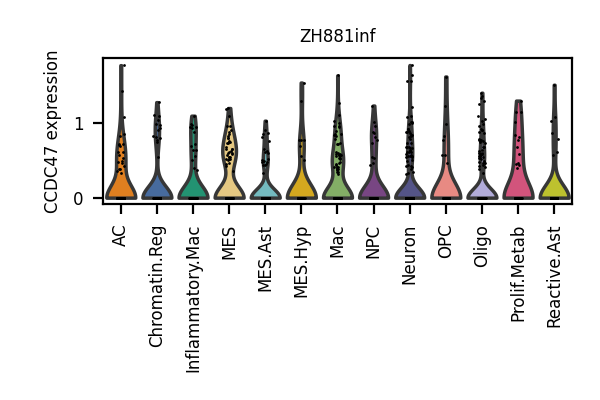 ZH881inf
CCDC47 expression
1
0
AC
Chromatin.Reg
Inflammatory.Mac
MES
MES.Ast
MES.Hyp
Mac
NPC
Neuron
OPC
Oligo
Prolif.Metab
Reactive.Ast